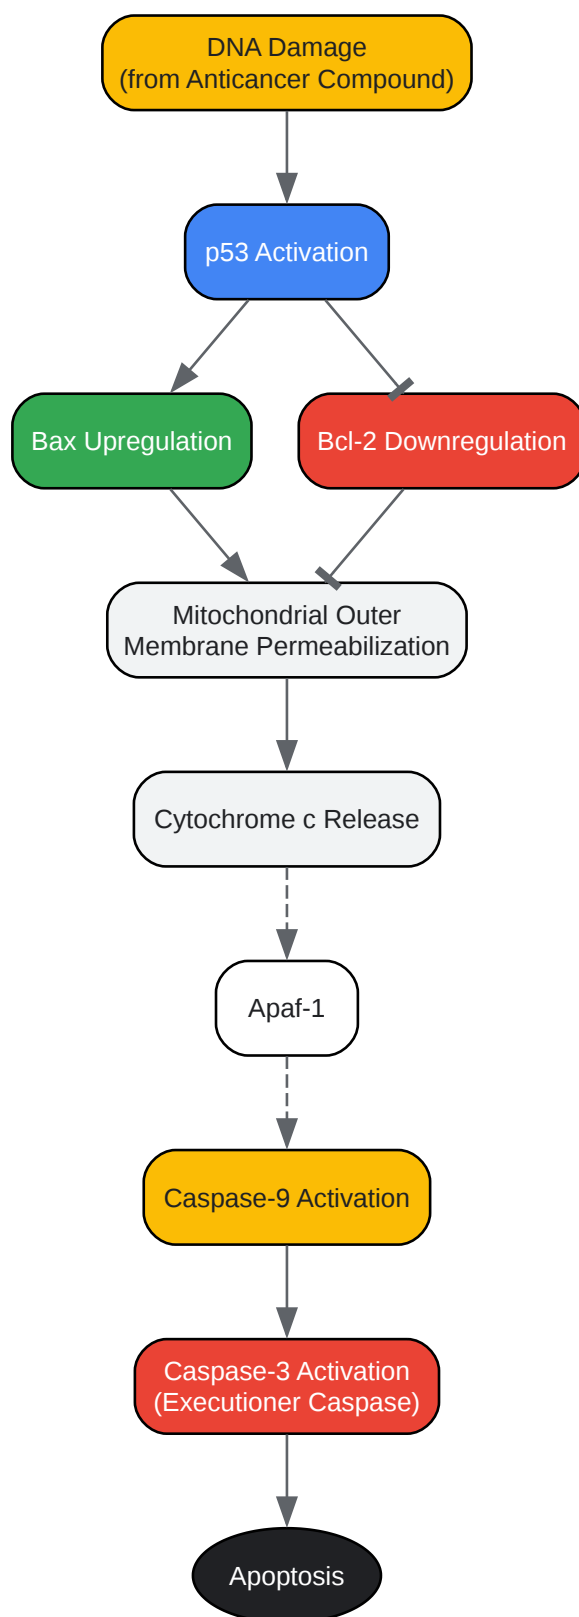 DNA Damage
(from Anticancer Compound)
p53 Activation
Bax Upregulation
Bcl-2 Downregulation
Mitochondrial Outer
Membrane Permeabilization
Cytochrome c Release
Apaf-1
Caspase-9 Activation
Caspase-3 Activation
(Executioner Caspase)
Apoptosis